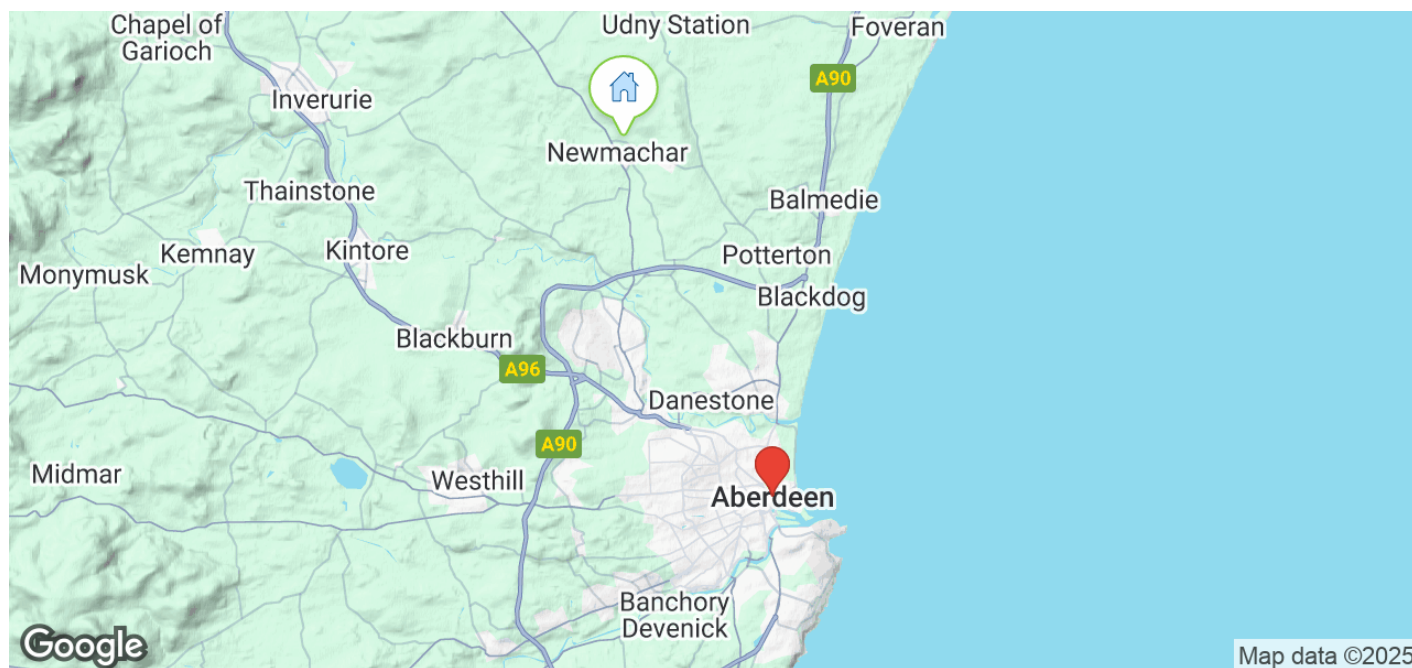 Chapel of
Garioch
Udny Station
Foveran
A90
Inverurie
Newmachar
Thainstone
Balmedie
Kemnay
Kintore
Potterton
Monymusk
Blackdog
Blackburn
A96
Danestone
A90
Midmar
Westhill
Aberdeen
Banchory
Devenick
Google
Map data ©2025